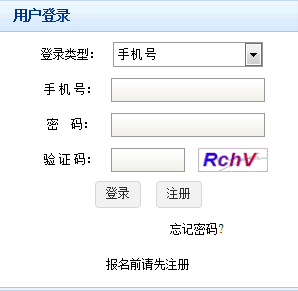 用户登录
登录类型： 手机号
手机号：
密 码：
验证码： RchV
登录 注册
忘记密码?
报名前请先注册